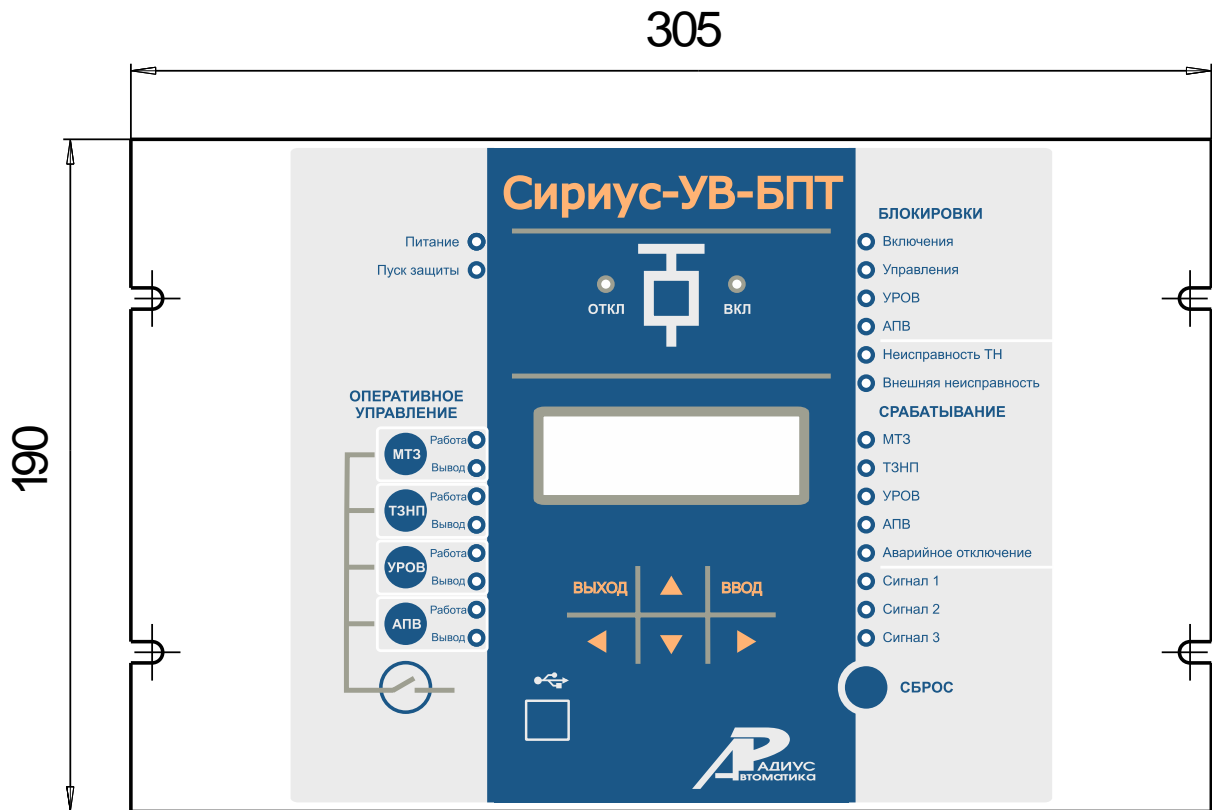 305
190
Сириус-УВ-БПТ
Питание
Пуск защиты
ОТКЛ
ВКЛ
ОПЕРАТИВНОЕ
УПРАВЛЕНИЕ
МТЗ
Работа
Вывод
ТЗНП
Работа
Вывод
УРОВ
Работа
Вывод
АПВ
Работа
Вывод
ВЫХОД
ВВОД
БЛОКИРОВКИ
Включения
Управления
УРОВ
АПВ
Неисправность ТН
Внешняя неисправность
СРАБАТЫВАНИЕ
МТЗ
ТЗНП
УРОВ
АПВ
Аварийное отключение
Сигнал 1
Сигнал 2
Сигнал 3
СБРОС
РАДИУС
Автоматика